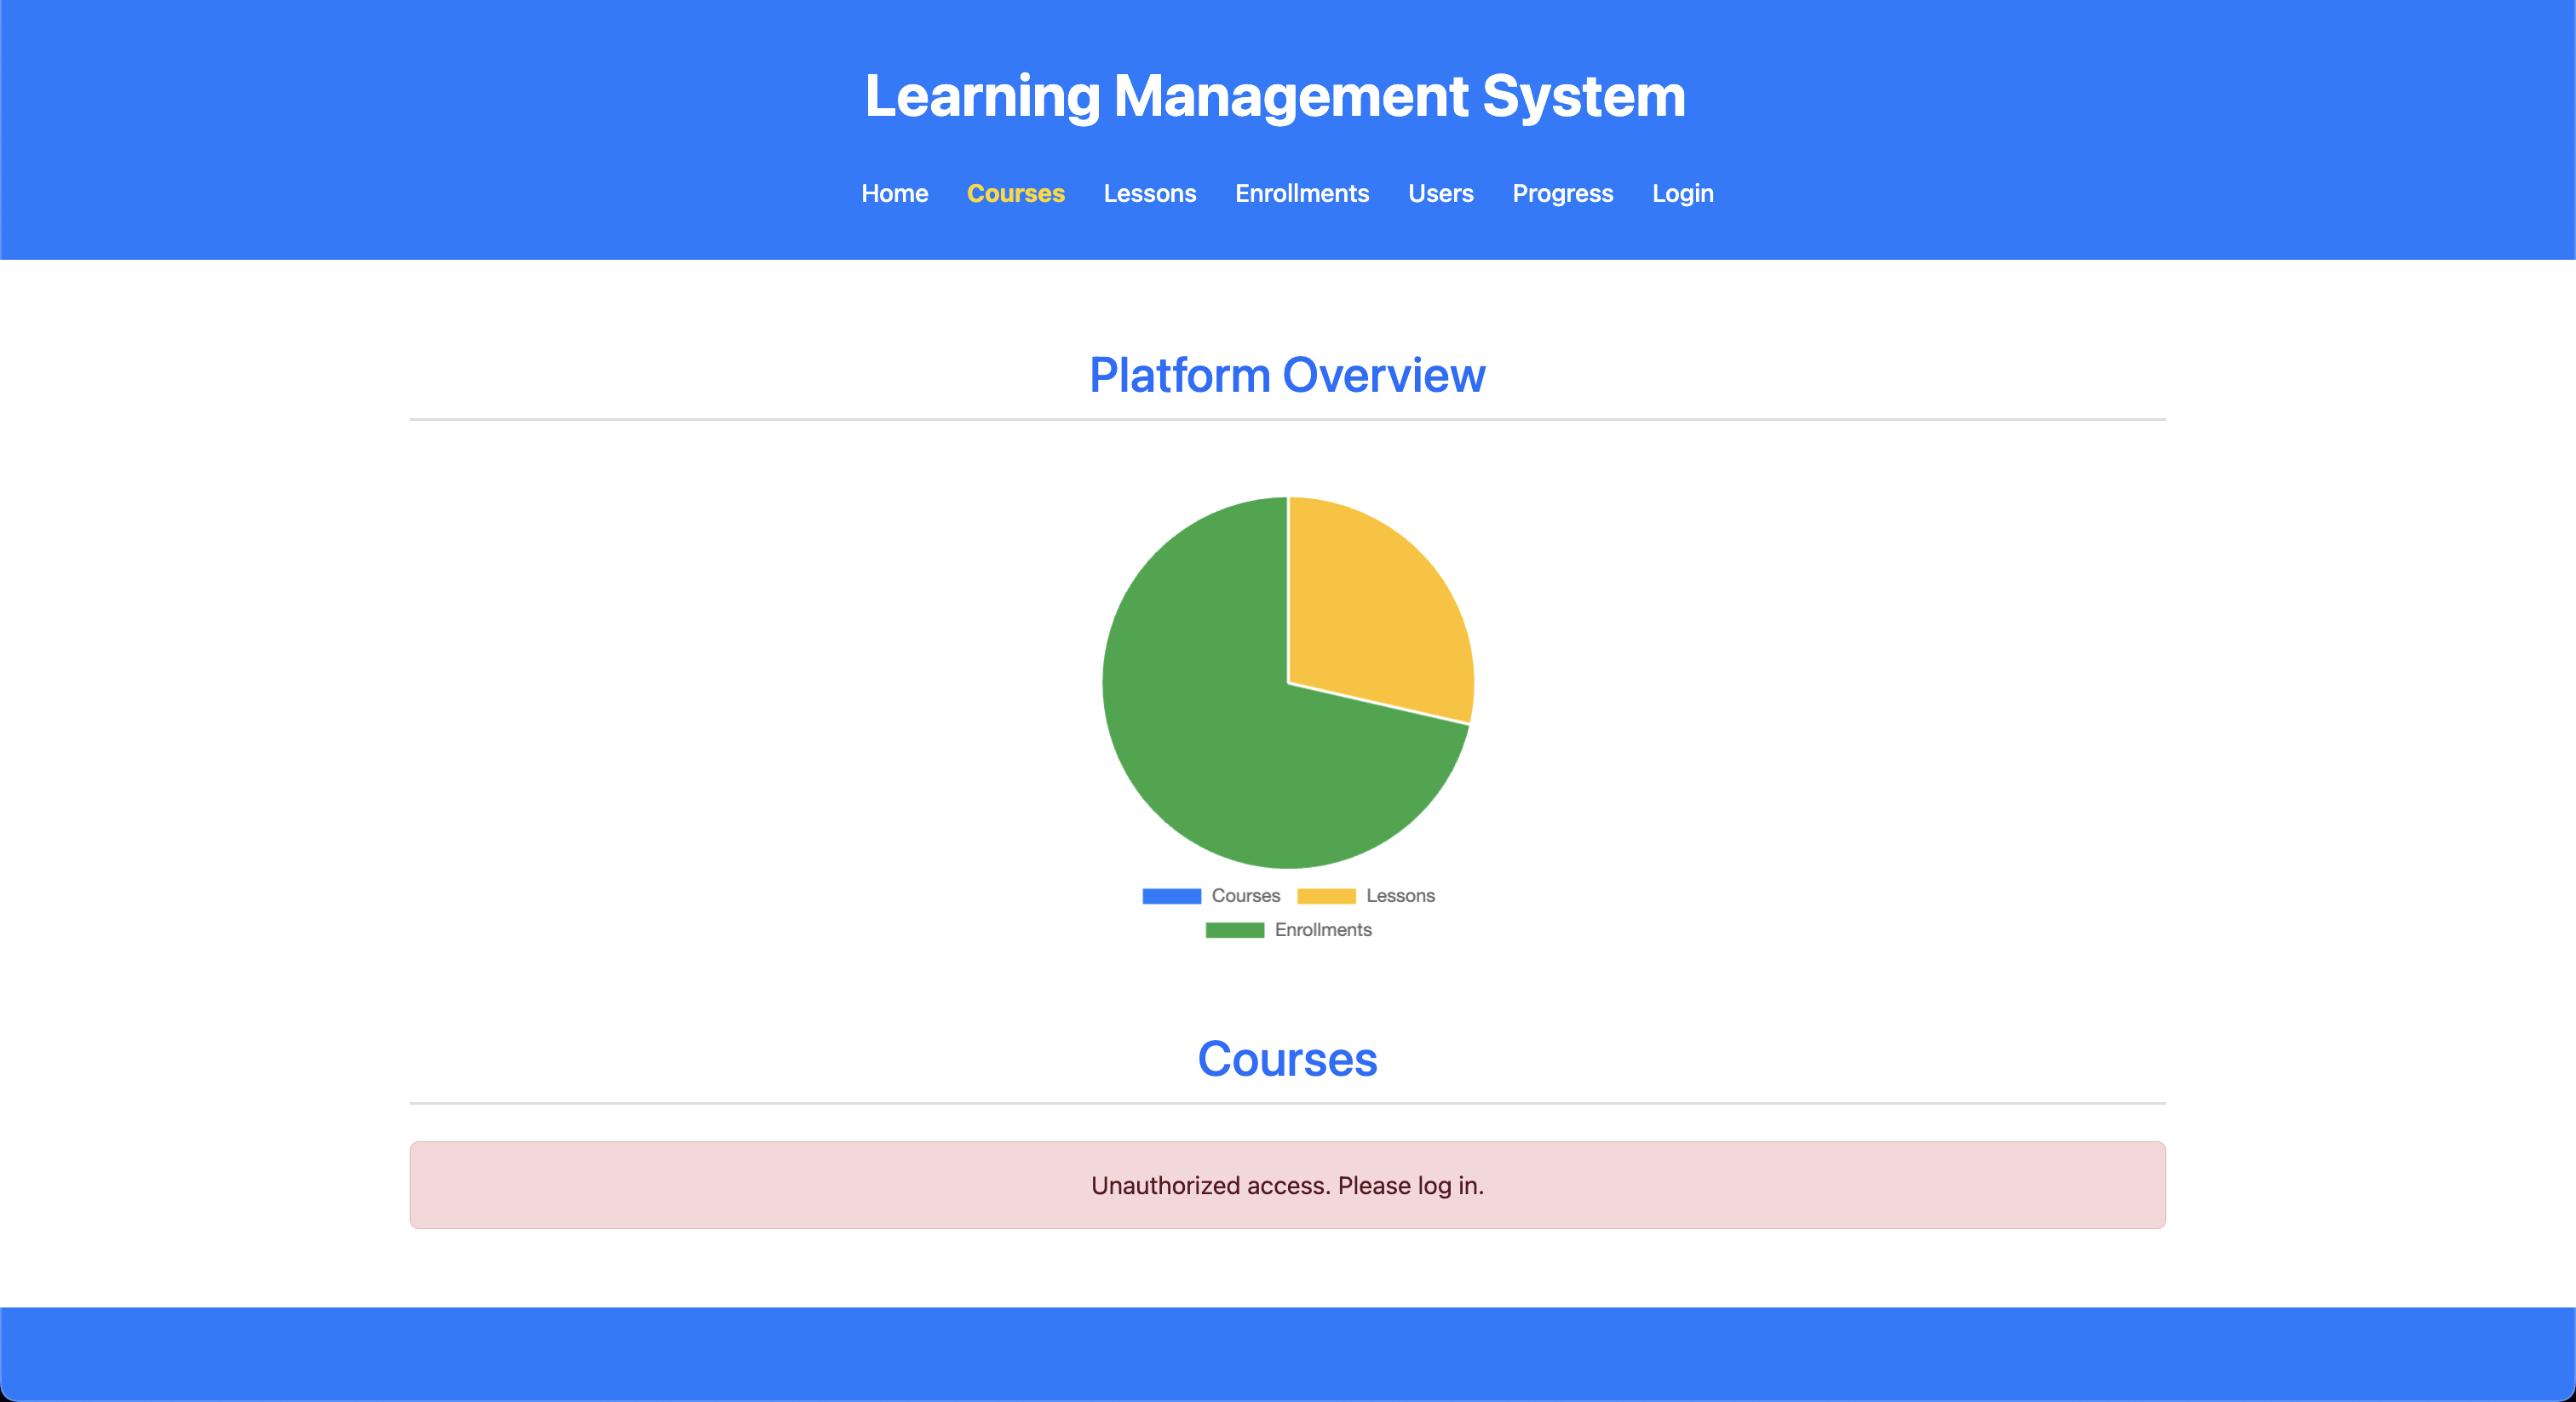 Learning Management System
Home Courses Lessons Enrollments Users Progress Login
Platform Overview
Courses Lessons
Enrollments
Courses
Unauthorized access. Please log in.